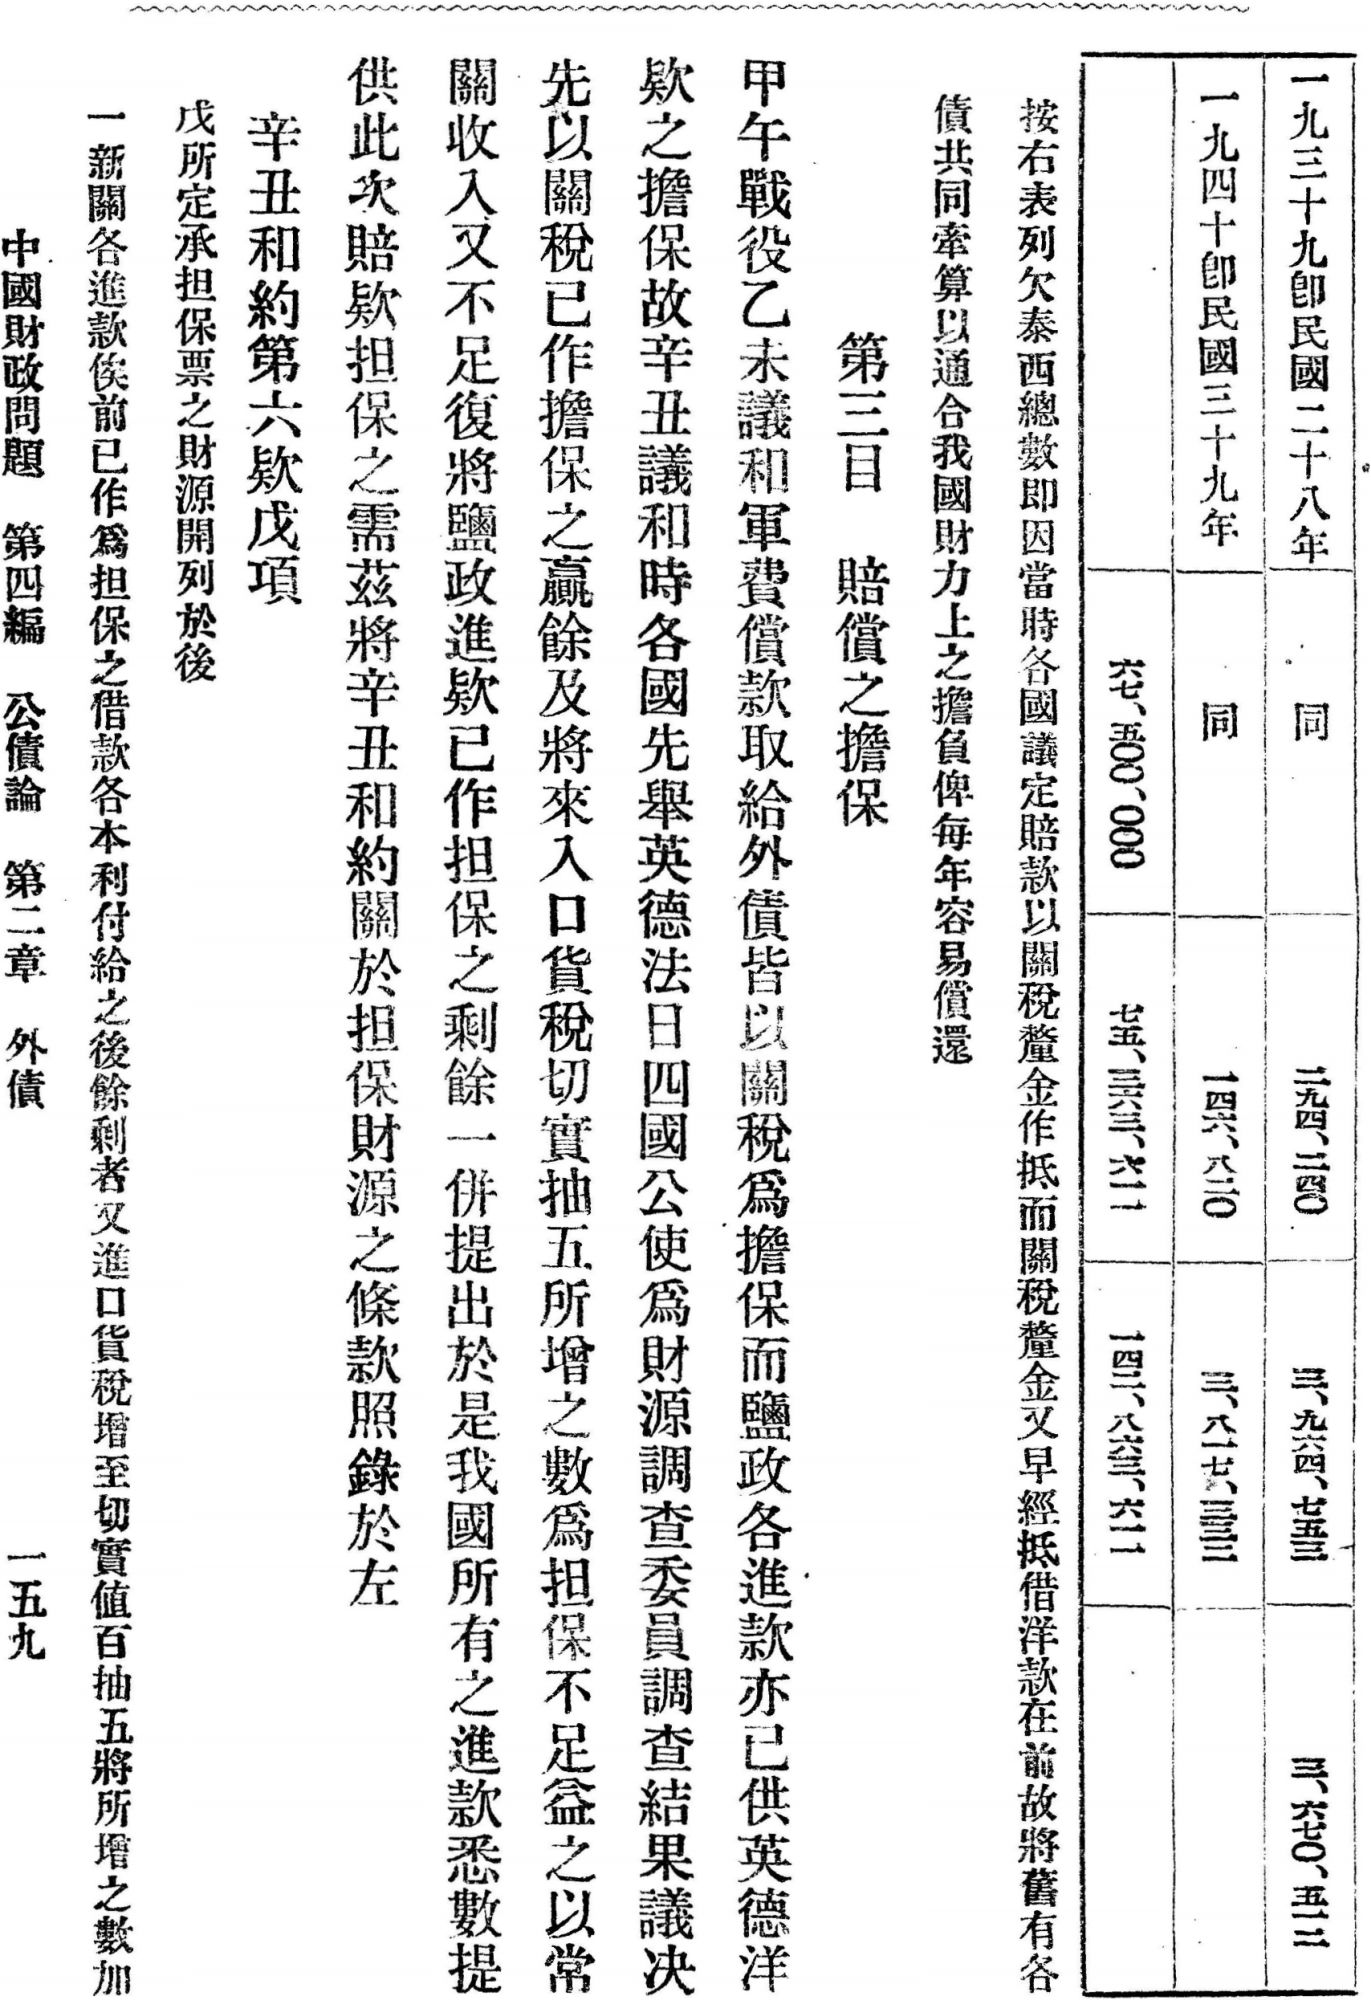 一九三十九卽民國二十八年 同 二九四、二四〇 三、九六四、七五三 三、六七〇、五一三
一九四十卽民國三十九年 同 一四六、八二〇 三、八一七、三三二
六七、五〇〇、〇〇〇 七五、三六三、六一一 一四二、八六三、六一一
按右表列欠泰西總數即因當時各國議定賠款以關稅釐金作抵而關稅釐金又早經抵借洋款在前故將舊有各
債共同牽算以通合我國財力上之擔負俾每年容易償還
第三目 賠償之擔保
甲午戰役乙未議和軍費償款取給外債皆以關稅爲擔保而鹽政各進款亦已供英德洋
欵之擔保故辛丑議和時各國先舉英德法日四國公使爲財源調查委員調查結果議決
先以關稅已作擔保之贏餘及將來入口貨稅切實抽五所增之數爲担保不足益之以常
關收入又不足復將鹽政進欵已作担保之剩餘一併提出於是我國所有之進款悉數提
供此次賠欵担保之需茲將辛丑和約關於担保財源之條款照錄於左
辛丑和約第六欵戊項
戊所定承担保票之財源開列於後
一新關各進款俟前已作爲担保之借款各本利付給之後餘剩者又進口貨稅增至切實值百抽五將所增之數加
中國財政問題 第四編 公債論 第二章 外債 一五九